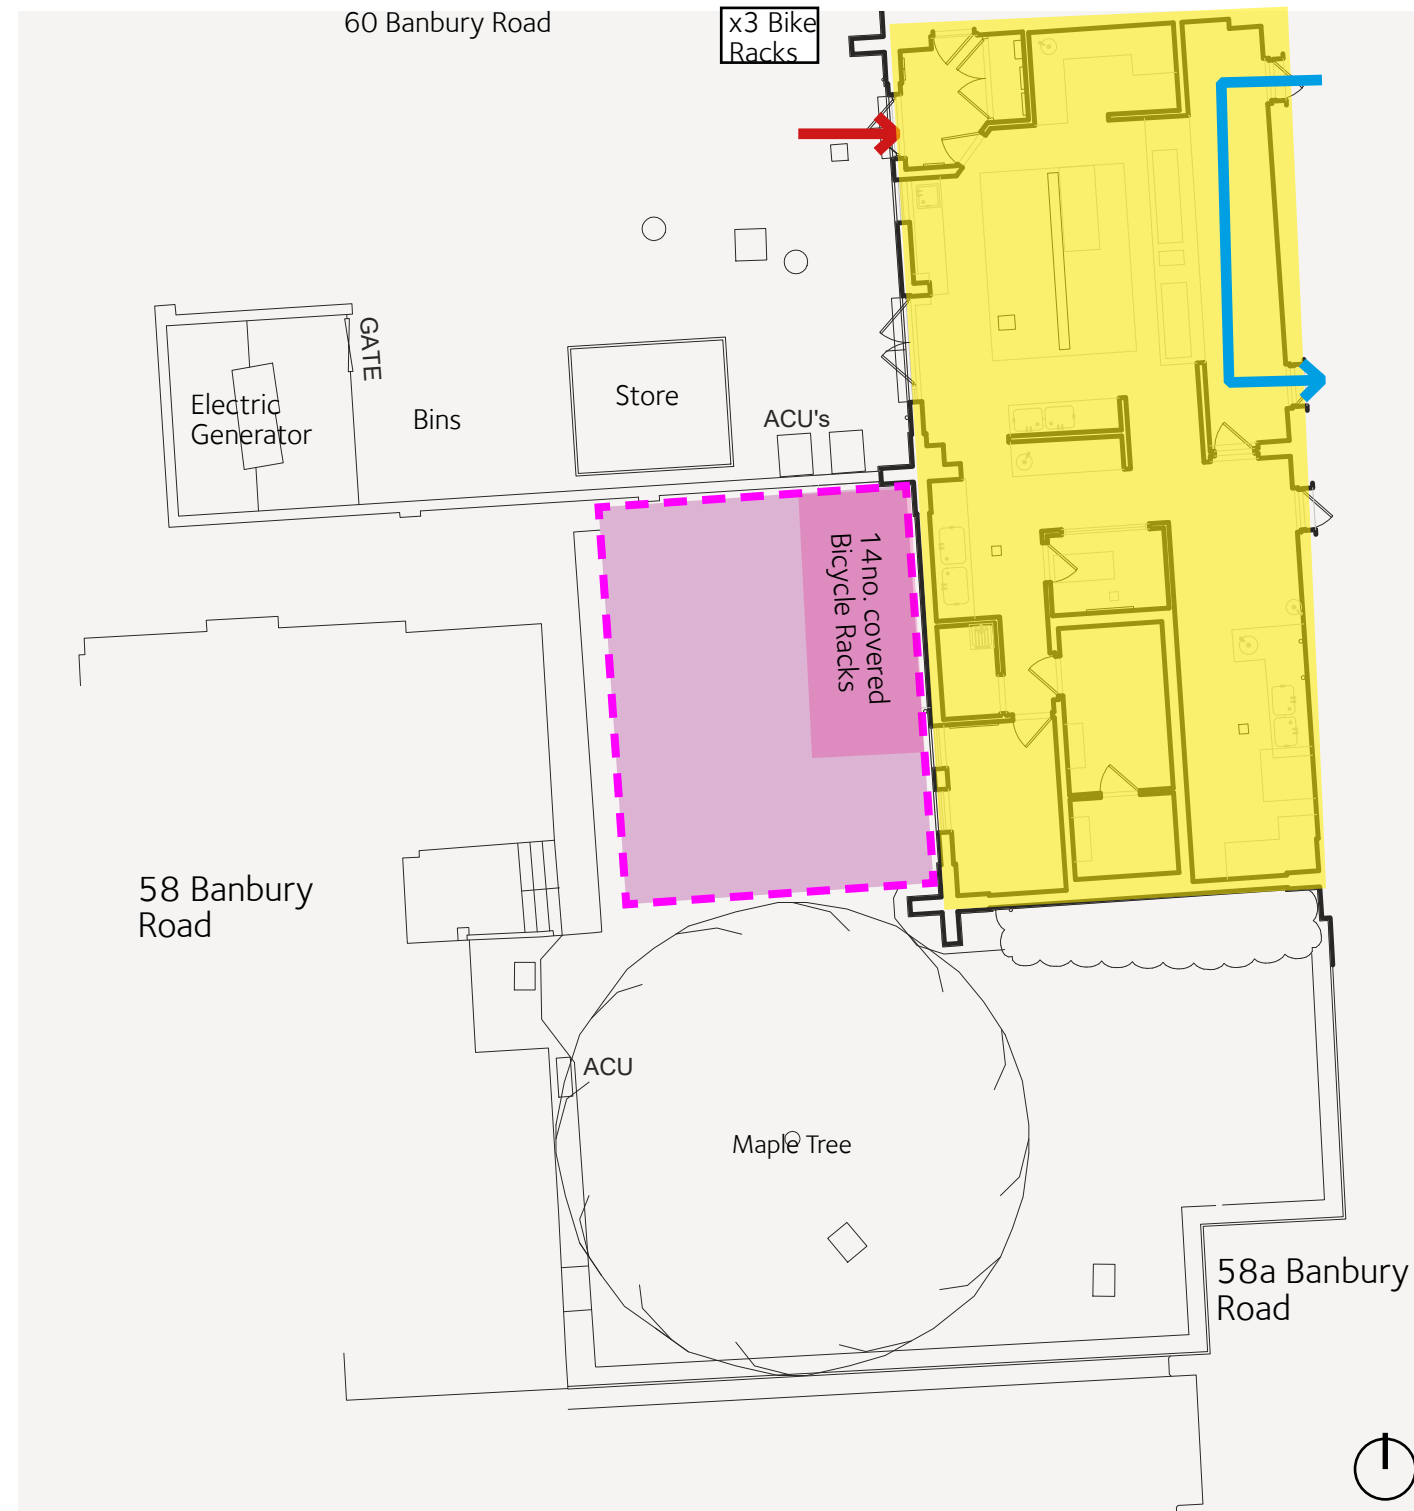 60 Banbury Road
x3 Bike
Racks
GATE
Electric
Generator
Bins
Store
ACU's
14no. covered
Bicycle Racks
58 Banbury
Road
ACU
Maple Tree
58a Banbury
Road